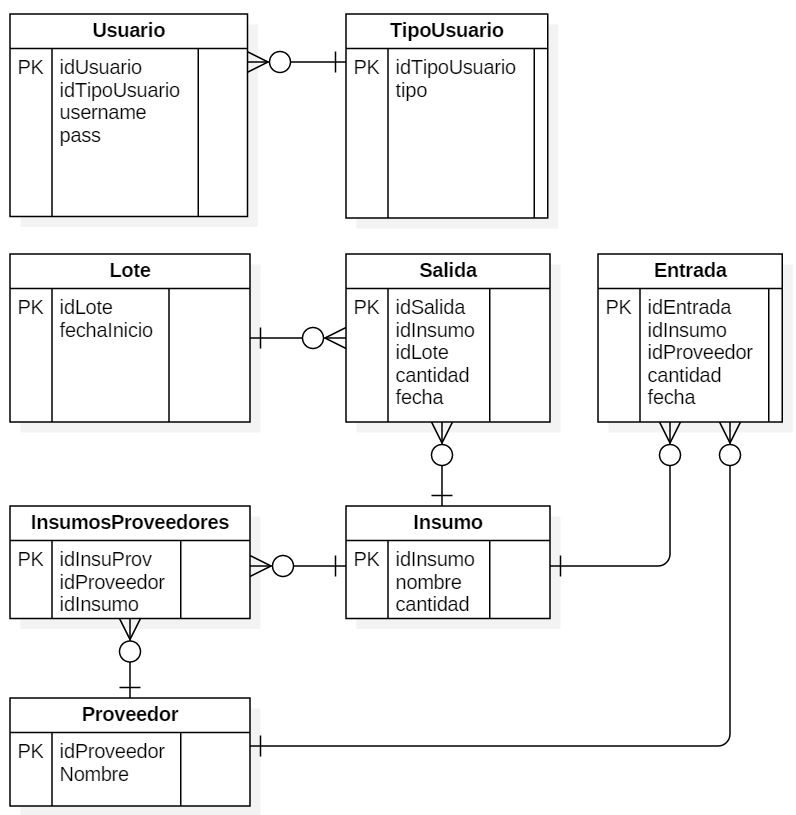 Usuario
PK idUsuario
idTipoUsuario
username
pass
TipoUsuario
PK idTipoUsuario
tipo
Lote
PK idLote
fechaInicio
Salida
PK idSalida
idInsumo
idLote
cantidad
fecha
Entrada
PK idEntrada
idInsumo
idProveedor
cantidad
fecha
InsumosProveedores
PK idInsuProv
idProveedor
idInsumo
Insumo
PK idInsumo
nombre
cantidad
Proveedor
PK idProveedor
Nombre